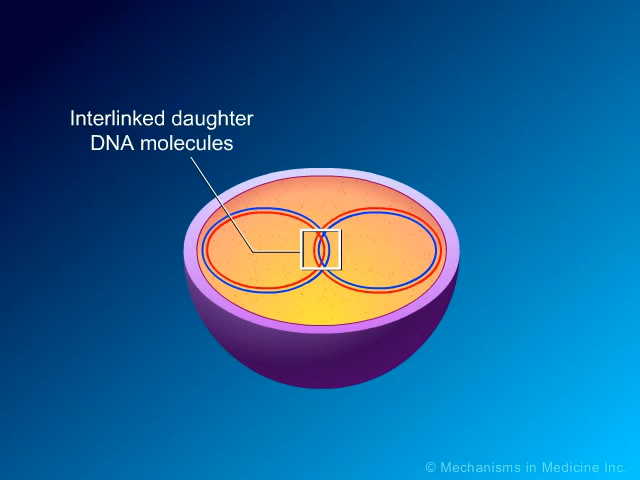 Interlinked daughter
DNA molecules
© Mechanisms in Medicine Inc.